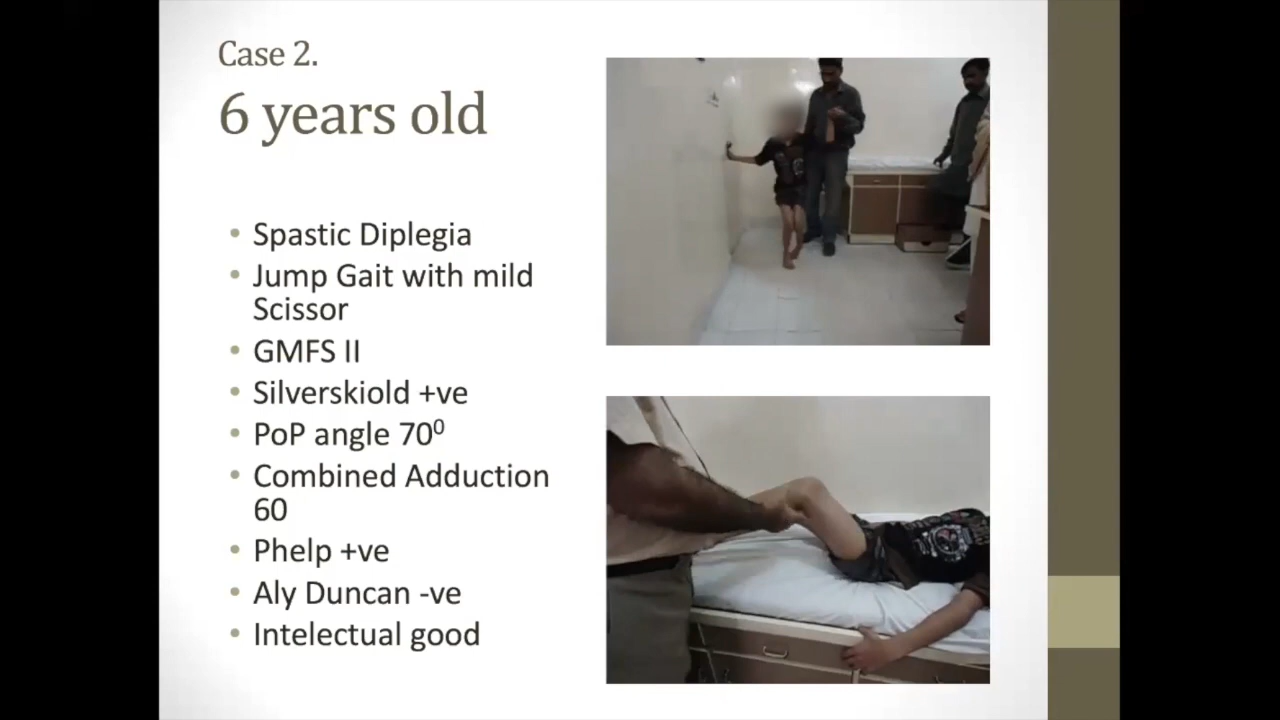 Case 2.
6 years old
• Spastic Diplegia
• Jump Gait with mild
Scissor
• GMFS II
• Silverskiold +ve
• PoP angle 70⁰
• Combined Adduction
60
• Phelp +ve
• Aly Duncan -ve
• Intelectual good